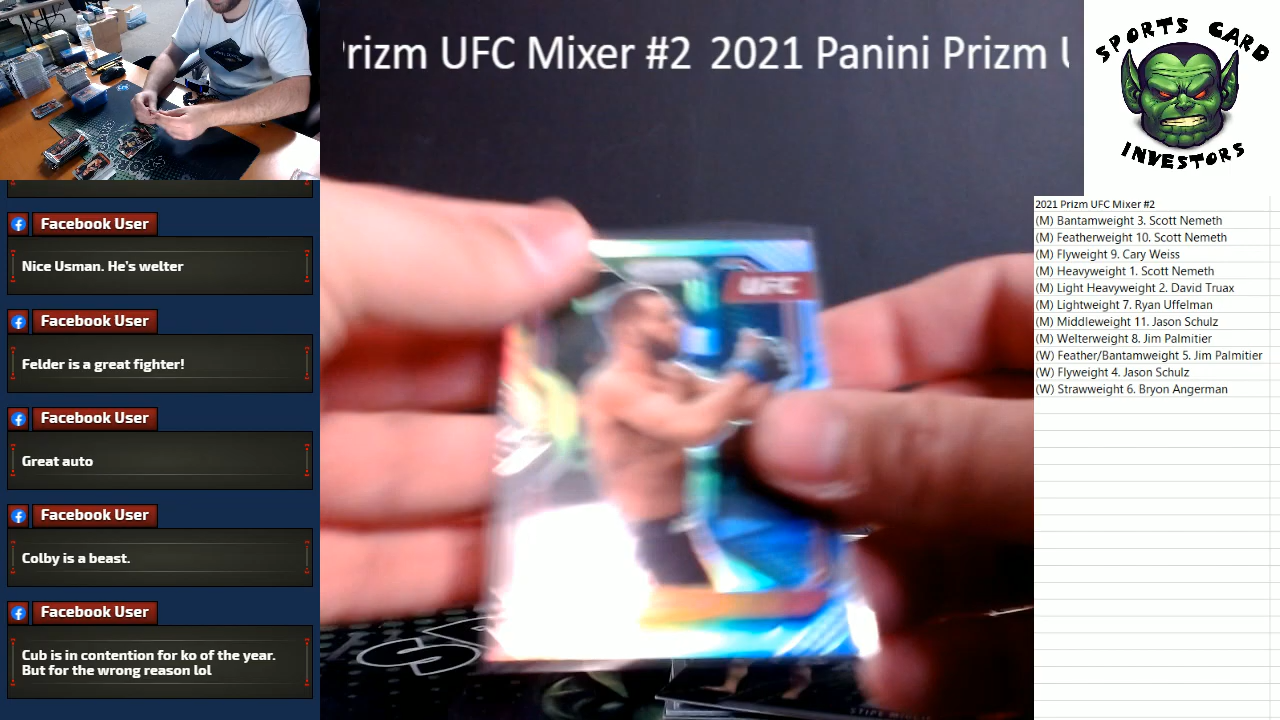 rizm UFC Mixer #2 2021 Panini Prizm
SPORTS CARD
INVESTORS
Facebook User
Nice Usman. He's welter
Facebook User
Felder is a great fighter!
Facebook User
Great auto
Facebook User
Colby is a beast.
Facebook User
Cub is in contention for ko of the year.
But for the wrong reason lol
UFC
2021 Prizm UFC Mixer #2
(M) Bantamweight 3. Scott Nemeth
(M) Featherweight 10. Scott Nemeth
(M) Flyweight 9. Cary Weiss
(M) Heavyweight 1. Scott Nemeth
(M) Light Heavyweight 2. David Truax
(M) Lightweight 7. Ryan Uffelman
(M) Middleweight 11. Jason Schulz
(M) Welterweight 8. Jim Palmitier
(W) Feather/Bantamweight 5. Jim Palmitier
(W) Flyweight 4. Jason Schulz
(W) Strawweight 6. Bryon Angerman